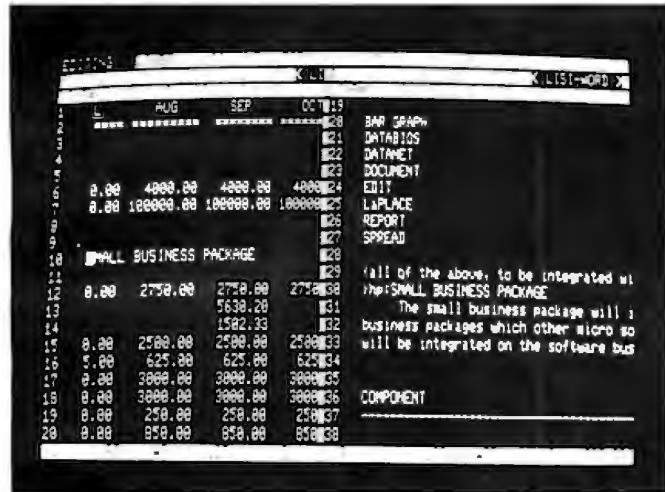 EDITING
K LISI-WORD >
1 AUG SEP OCT 19
2 ==== ========= ======= 20 BAR GRAPH
3 21 DATABIOS
4 22 DATANET
5 23 DOCUMENT
6 0.00 4000.00 4000.00 4000 24 EDIT
7 0.00 100000.00 100000.00 100000 25 LAPLACE
8 26 REPORT
9 27 SPREAD
10 SMALL BUSINESS PACKAGE 28
11 29 (all of the above, to be integrated wi
12 0.00 2750.00 2750.00 2750 30 >hp!SMALL BUSINESS PACKAGE
13 5630.20 31 The small business package will i
14 1502.33 32 business packages which other micro so
15 0.00 2500.00 2500.00 2500 33 will be integrated on the software bus
16 5.00 625.00 625.00 625 34
17 0.00 3000.00 3000.00 3000 35
18 0.00 3000.00 3000.00 3000 36 COMPONENT
19 0.00 250.00 250.00 250 37
20 0.00 850.00 850.00 850 38